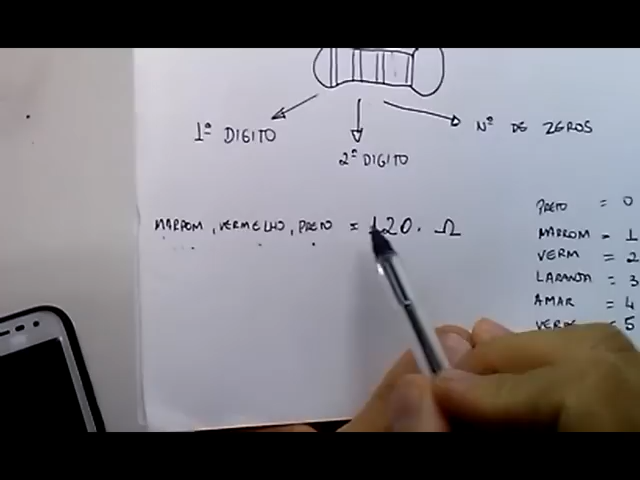 1º DIGITO
2º DIGITO
Nº DE ZEROS
MARROM, VERMELHO, PRETO = 120. Ω
PRETO = 0
MARROM = 1
VERM = 2
LARANJA = 3
AMAR = 4
VERDE = 5